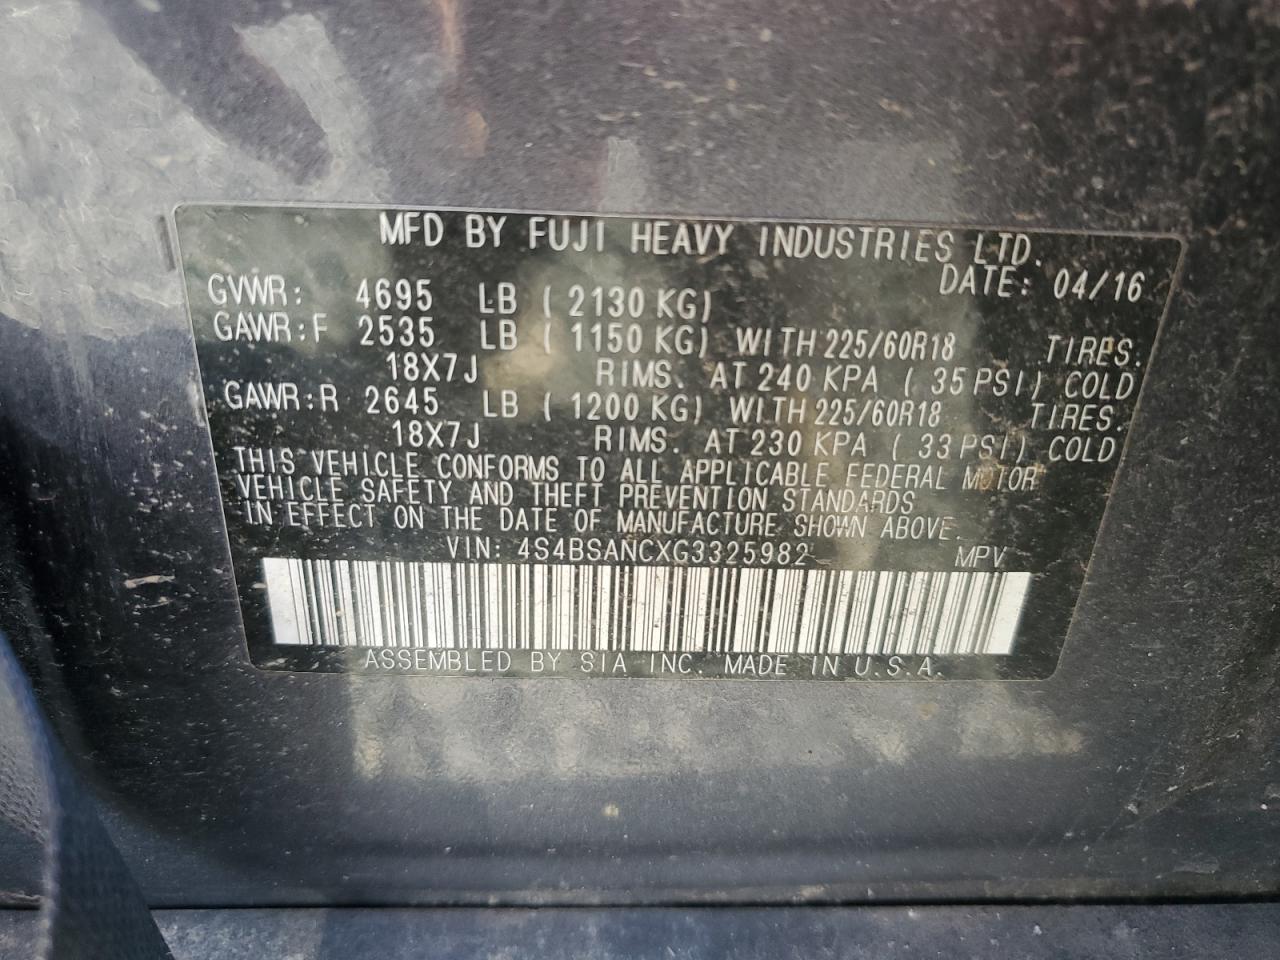 MFD BY FUJI HEAVY INDUSTRIES LTD.
DATE: 04/16
GVWR: 4695 LB ( 2130 KG)
GAWR:F 2535 LB ( 1150 KG) WITH 225/60R18 TIRES.
18X7J RIMS. AT 240 KPA ( 35 PSI) COLD
GAWR:R 2645 LB ( 1200 KG) WITH 225/60R18 TIRES.
18X7J RIMS. AT 230 KPA ( 33 PSI) COLD
THIS VEHICLE CONFORMS TO ALL APPLICABLE FEDERAL MOTOR
VEHICLE SAFETY AND THEFT PREVENTION STANDARDS
IN EFFECT ON THE DATE OF MANUFACTURE SHOWN ABOVE.
VIN: 4S4BSANCXG3325982 MPV
ASSEMBLED BY SIA INC. MADE IN U.S.A.